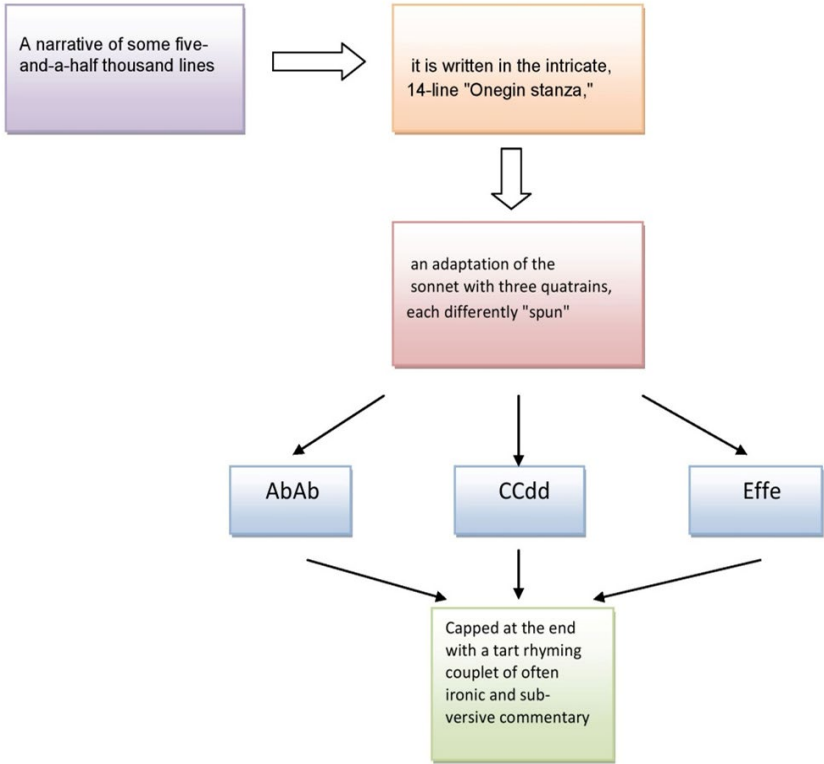 A narrative of some five-
and-a-half thousand lines
it is written in the intricate,
14-line "Onegin stanza,"
an adaptation of the
sonnet with three quatrains,
each differently "spun"
AbAb
CCdd
Effe
Capped at the end
with a tart rhyming
couplet of often
ironic and sub-
versive commentary